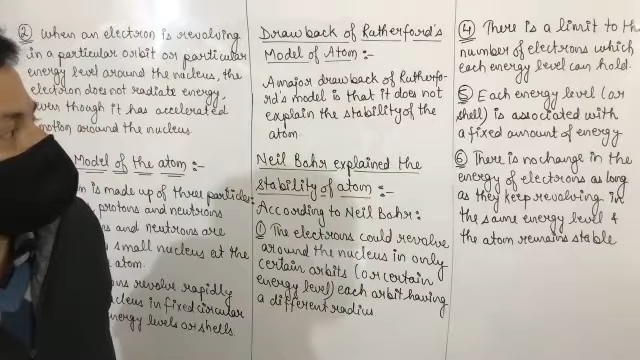 ② When an electron is revolving
in a particular orbit or particular
energy level around the nucleus, the
electron does not radiate energy,
even though it has accelerated
motion around the nucleus.
Model of the atom:-
is made up of three particles:
protons and neutrons
and neutrons are
small nucleus at the
atom.
revolve rapidly
in fixed circular
energy levels or shells.
Drawback of Rutherford's
Model of Atom:-
A major drawback of Rutherfo-
rd's model is that it does not
explain the stability of the
atom
Neil Bohr explained the
stability of atom:-
According to Neil Bohr:
① The electrons could revolve
around the nucleus in only
certain orbits (or certain
energy level) each orbit having
a different radius
④ There is a limit to th
number of electrons which
each energy level can hold.
⑤ Each energy level (or
shell) is associated with
a fixed amount of energy
⑥ There is no change in the
energy of electrons as long
as they keep revolving in
the same energy level &
the atom remains stable